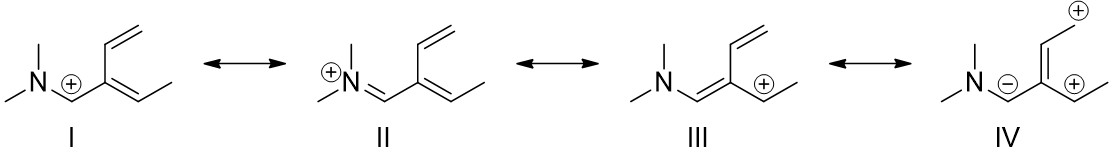 ⊕
N ⊕ N ⊕ N ⊕ N ⊖ ⊕
I II III IV